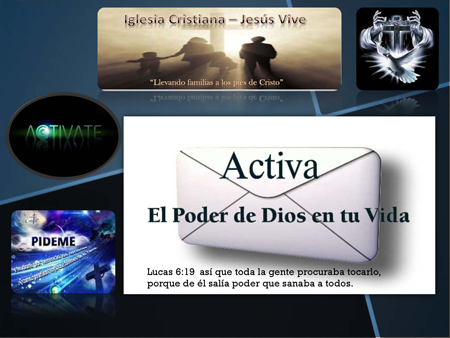 Iglesia Cristiana – Jesús Vive
“Llevando familias a los pies de Cristo”
ACTIVATE
PIDEME
Activa
El Poder de Dios en tu Vida
Lucas 6:19 así que toda la gente procuraba tocarlo,
porque de él salía poder que sanaba a todos.